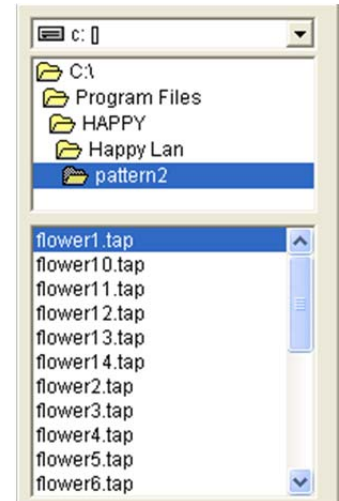 c: []
C:\
Program Files
HAPPY
Happy Lan
pattern2
flower1.tap
flower10.tap
flower11.tap
flower12.tap
flower13.tap
flower14.tap
flower2.tap
flower3.tap
flower4.tap
flower5.tap
flower6.tap